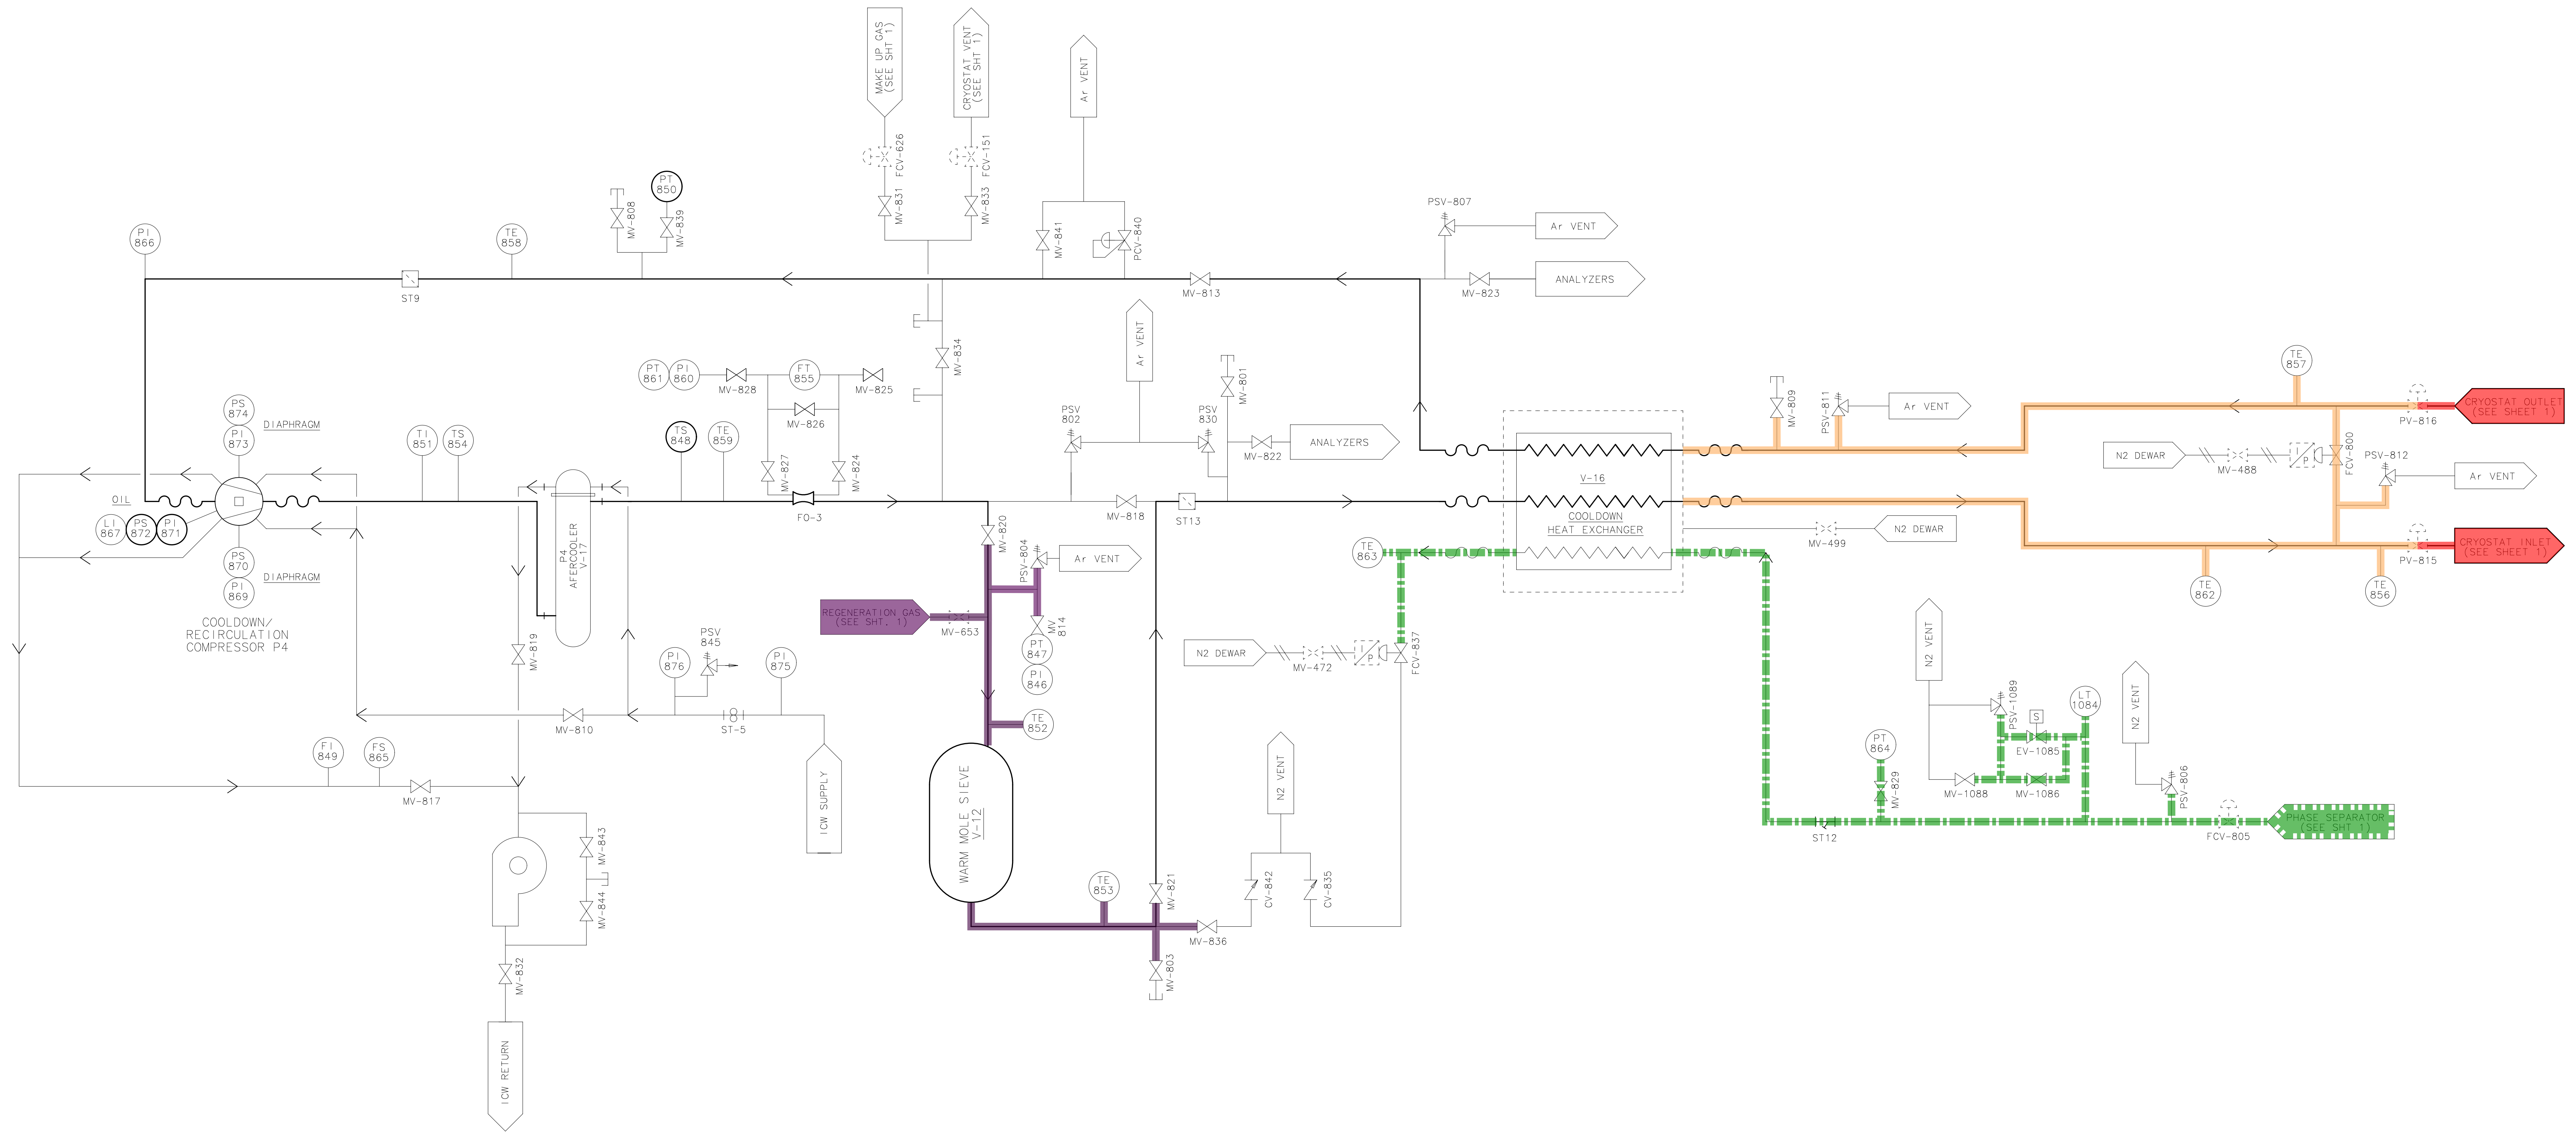 MAKE UP GAS
(SEE SHT 1)
CRYOSTAT VENT
(SEE SHT 1)
Ar VENT
FCV-626
FCV-151
MV-831
MV-833
PT
850
MV-808
MV-839
PI
866
TE
858
MV-841
PCV-840
PSV-807
Ar VENT
ANALYZERS
MV-823
ST9
MV-813
Ar VENT
MV-834
PT
861
PI
860
MV-828
FT
855
MV-825
MV-826
MV-827
MV-824
MV-801
PSV
802
PSV
830
MV-822
ANALYZERS
MV-809
PSV-811
Ar VENT
TE
857
CRYOSTAT OUTLET
(SEE SHEET 1)
PV-816
N2 DEWAR
MV-488
I
P
FCV-800
PSV-812
Ar VENT
PS
874
PI
873
DIAPHRAGM
TI
851
TS
854
TS
848
TE
859
OIL
LI
867
PS
872
PI
871
PS
870
PI
869
DIAPHRAGM
COOLDOWN/
RECIRCULATION
COMPRESSOR P4
P4
AFERCOOLER
V-17
FO-3
MV-818
ST13
V-16
COOLDOWN
HEAT EXCHANGER
N2 DEWAR
MV-499
CRYOSTAT INLET
(SEE SHEET 1)
PV-815
TE
862
TE
856
MV-820
PSV-804
Ar VENT
TE
863
REGENERATION GAS
(SEE SHT. 1)
MV-653
MV
814
PT
847
PI
846
TE
852
MV-819
PI
876
PSV
845
PI
875
MV-810
ST-5
N2 DEWAR
MV-472
I
P
FCV-837
N2 VENT
N2 VENT
PSV-1089
S
EV-1085
LT
1084
MV-1088
MV-1086
PSV-806
PT
864
MV-829
ST12
FCV-805
PHASE SEPARATOR
(SEE SHT 1)
FI
849
FS
865
MV-817
ICW SUPPLY
WARM MOLE SIEVE
V-12
N2 VENT
MV-843
MV-844
MV-832
TE
853
MV-821
MV-836
CV-842
CV-835
MV-803
ICW RETURN